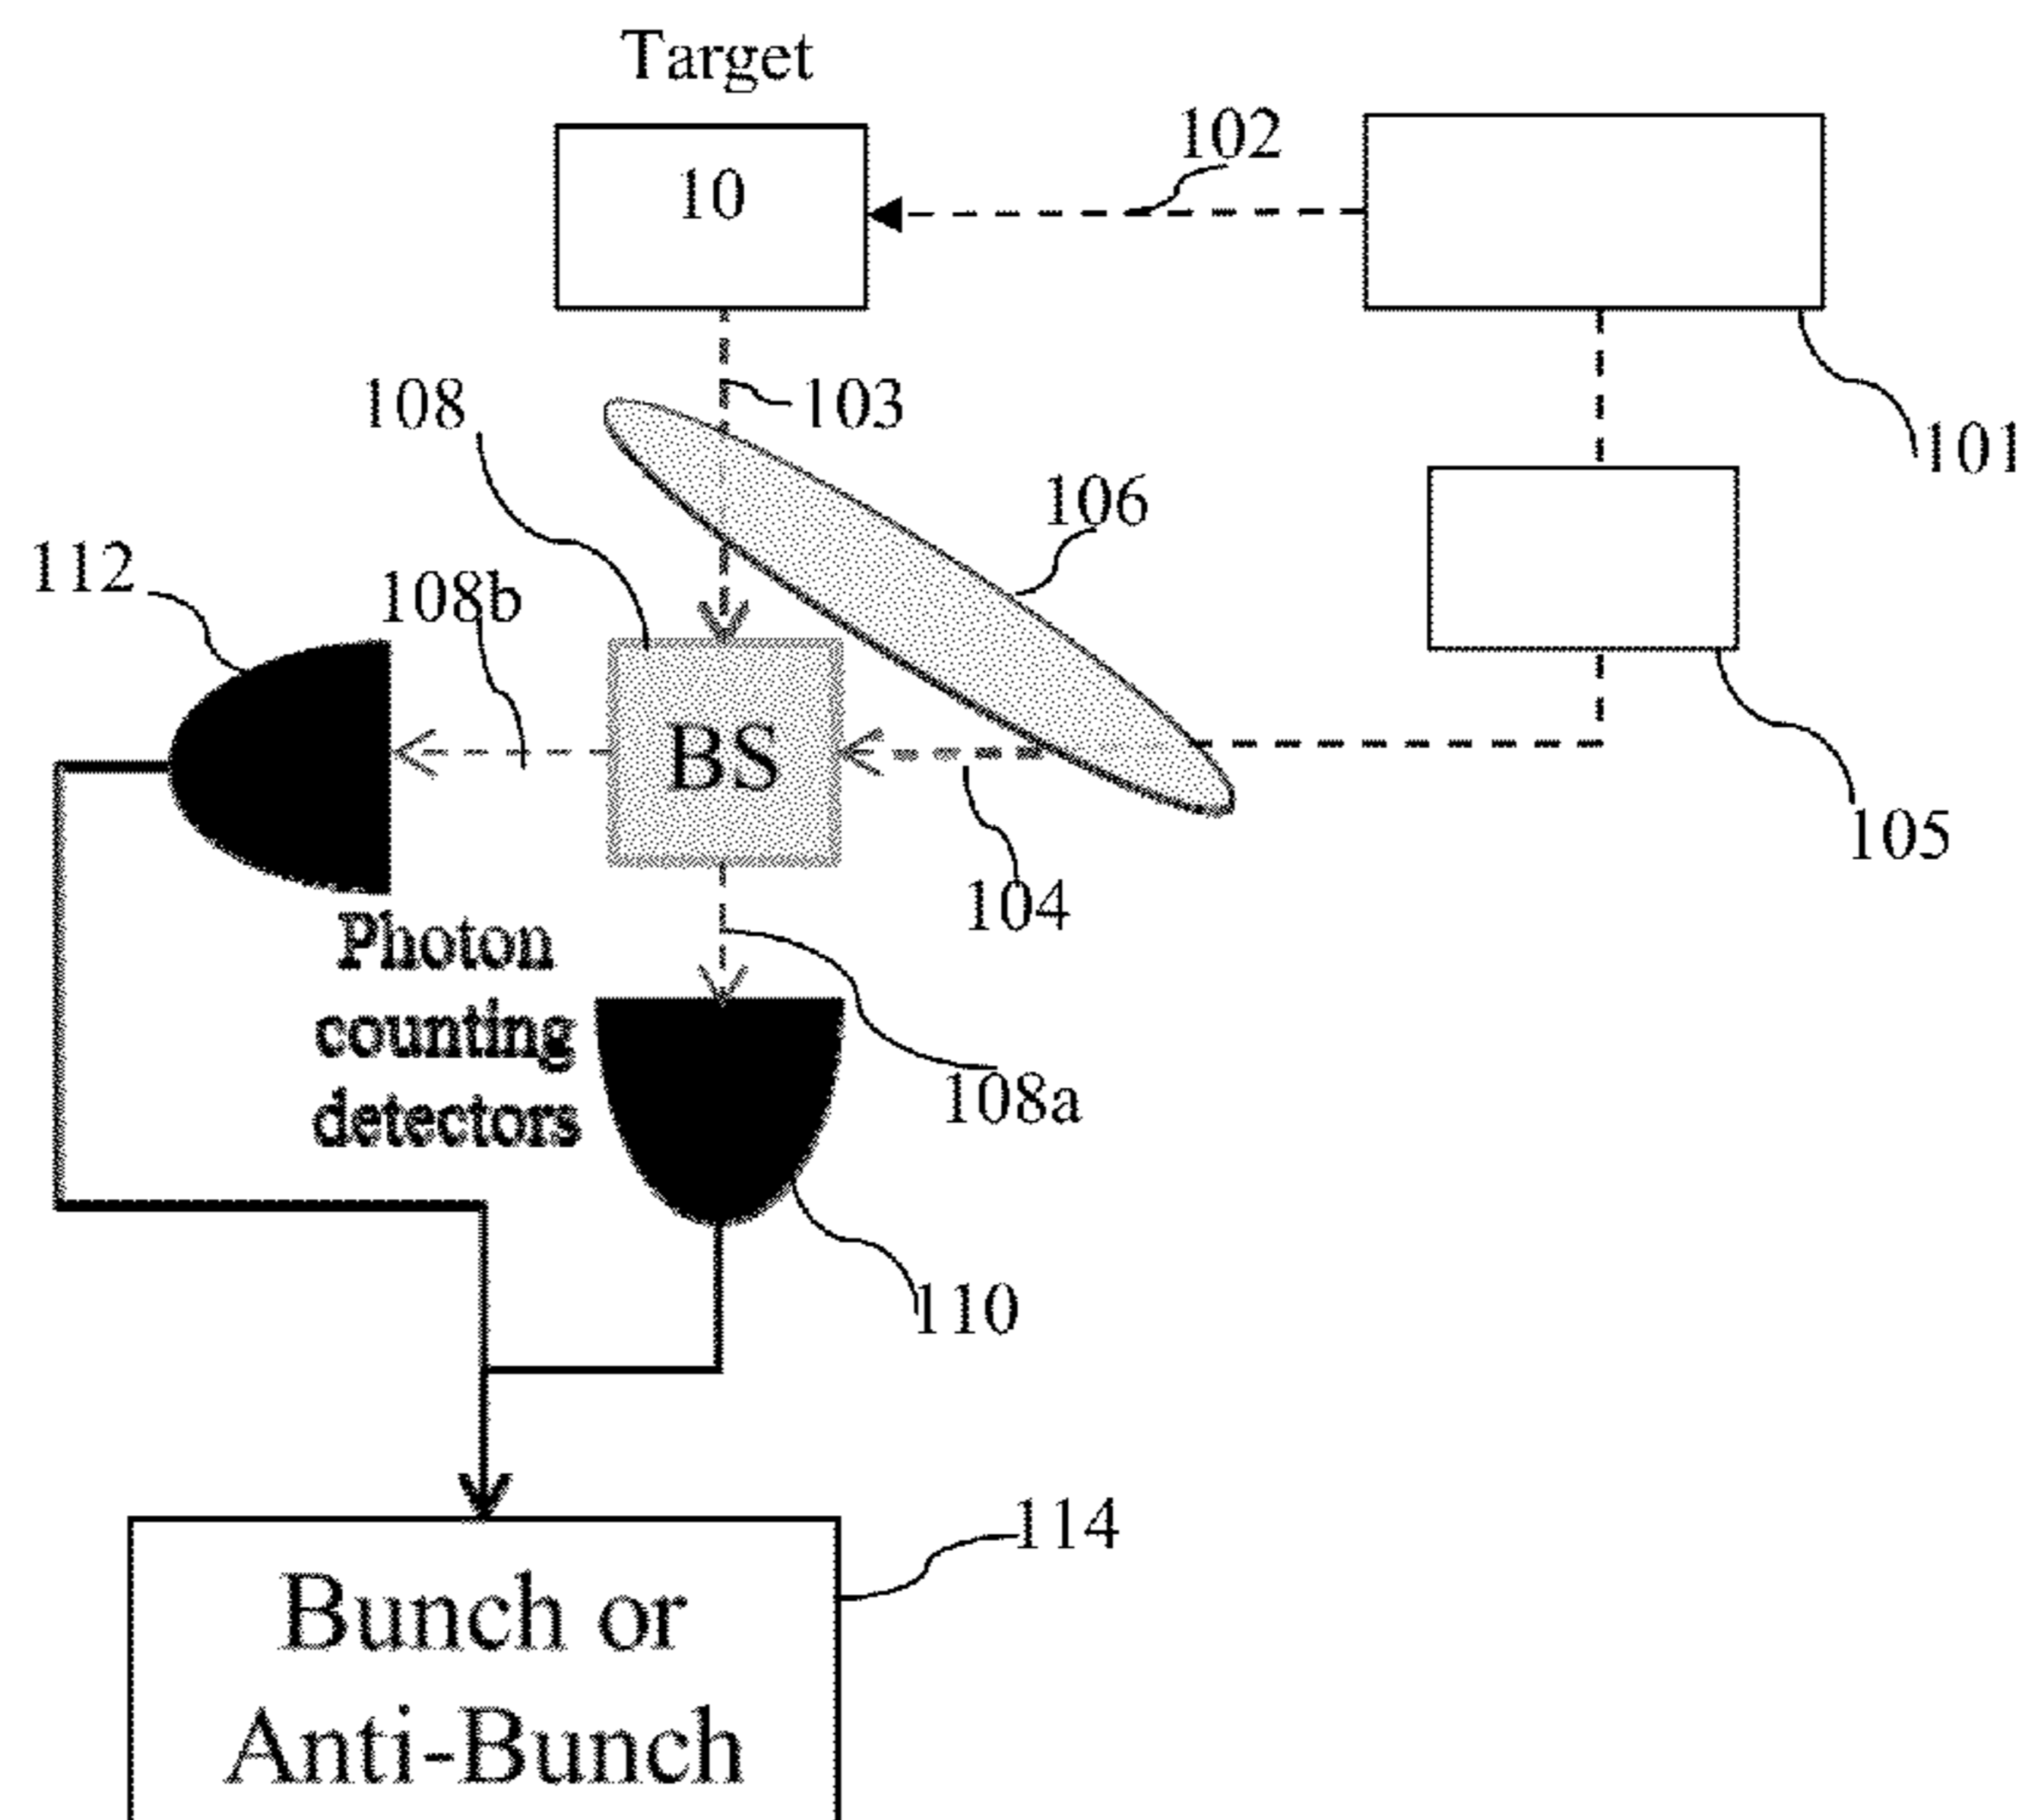 Target
10
102
101
103
108
106
112
108b
BS
105
104
Photon
counting
detectors
108a
110
114
Bunch or
Anti-Bunch